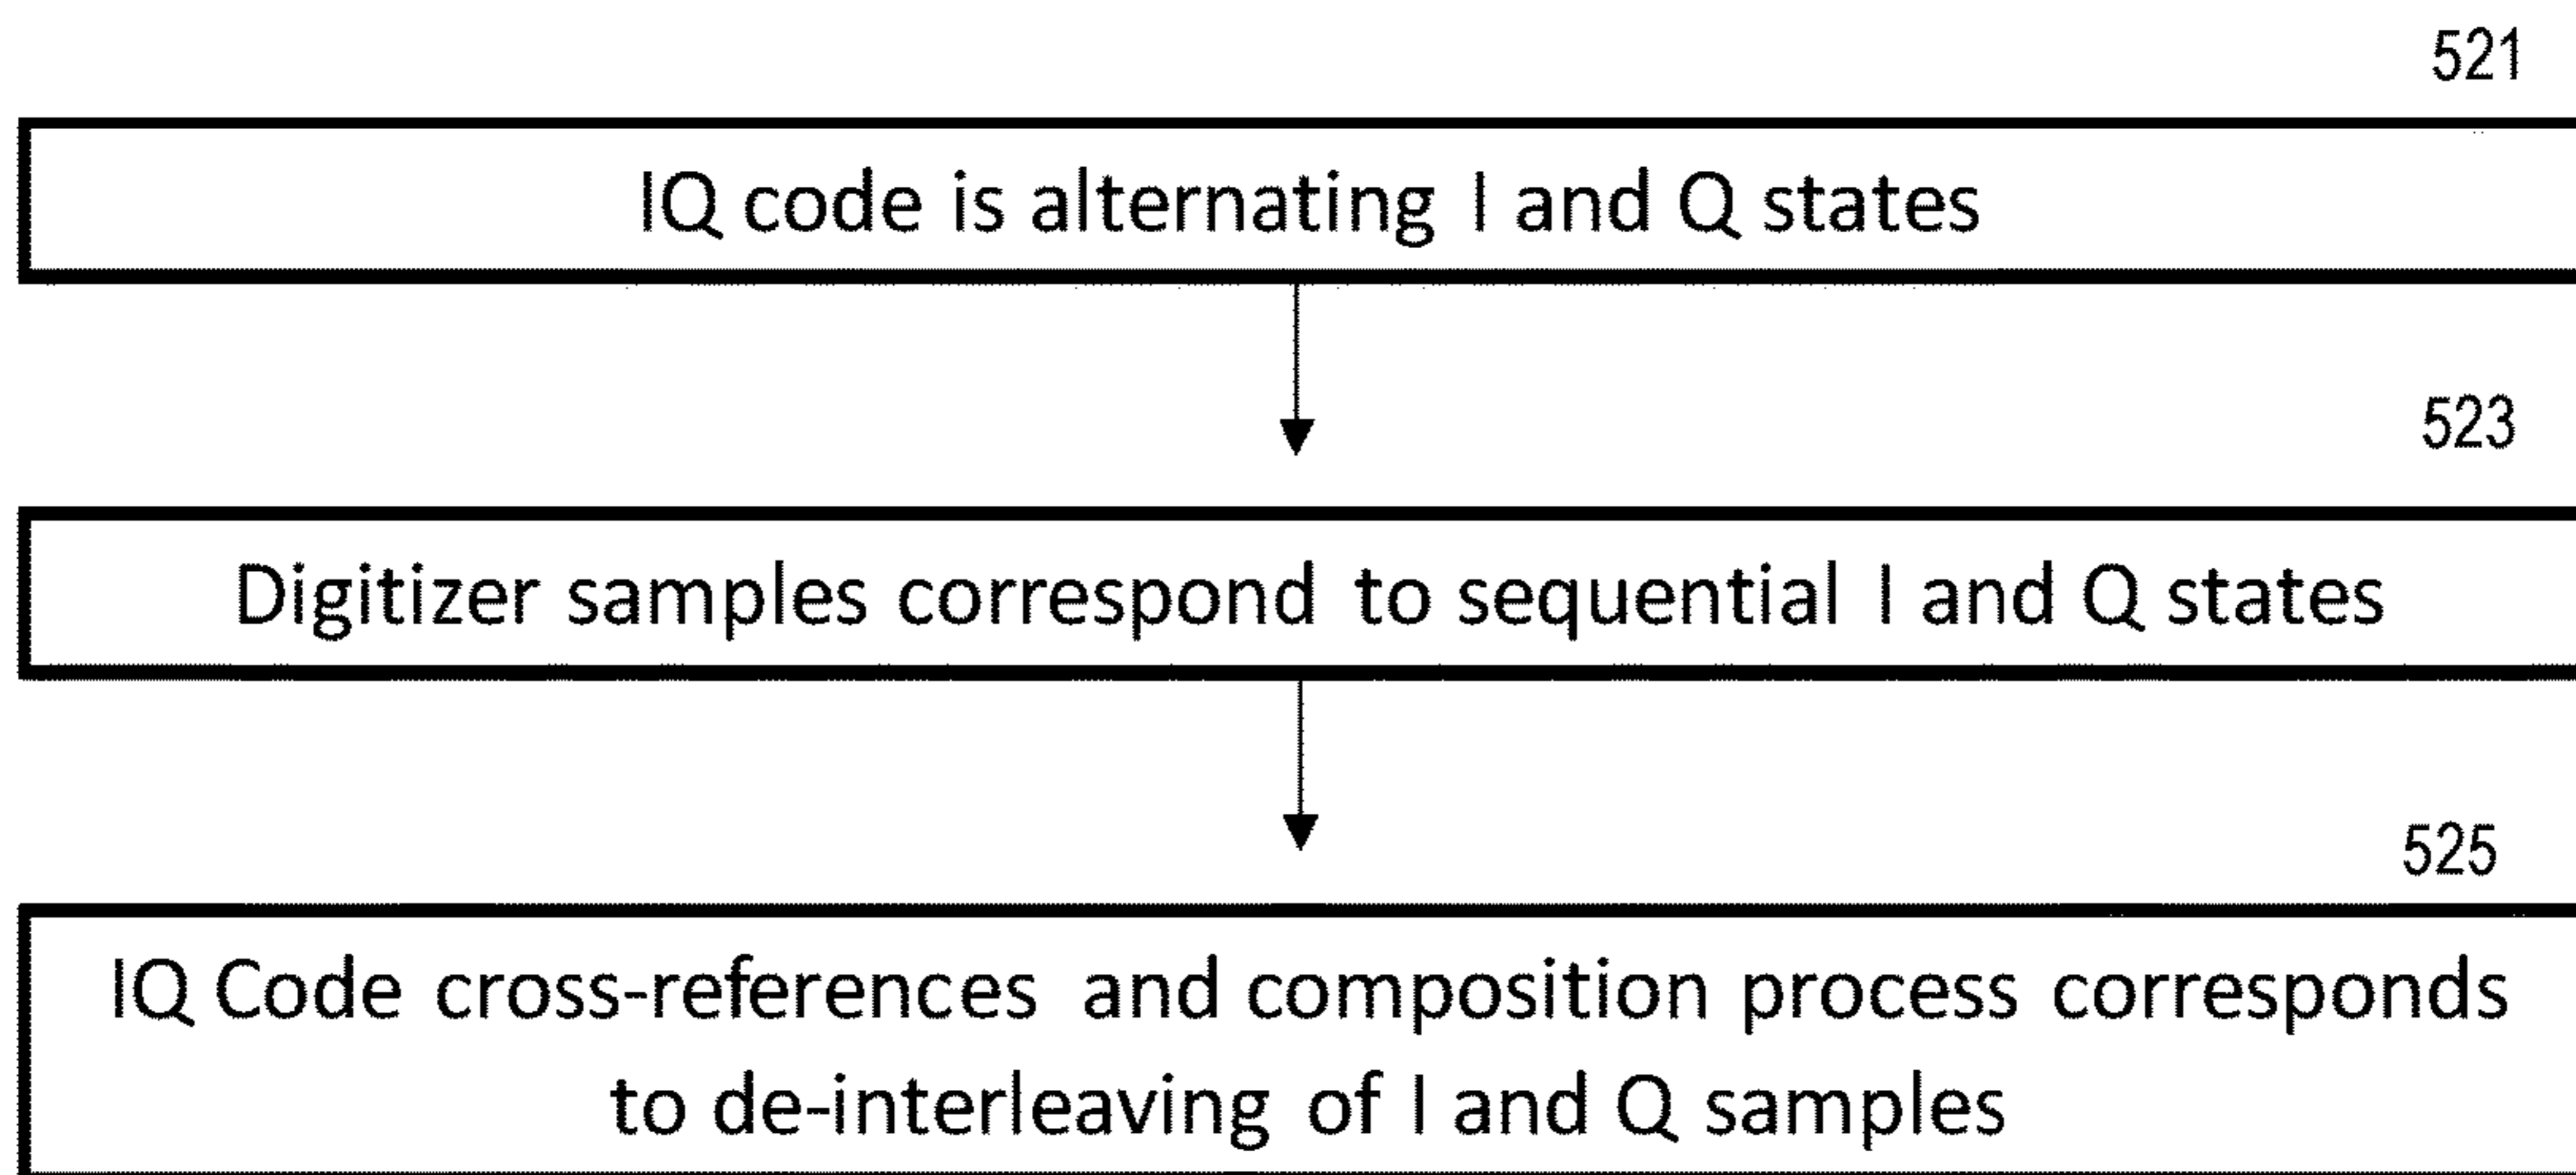 521
IQ code is alternating I and Q states
523
Digitizer samples correspond to sequential I and Q states
525
IQ Code cross-references and composition process corresponds
to de-interleaving of I and Q samples